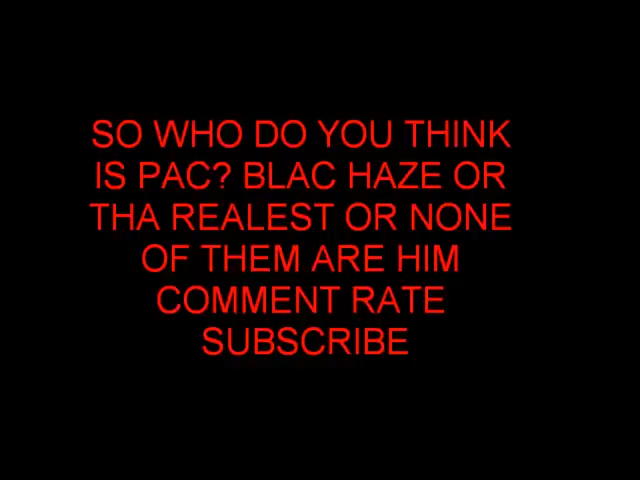 SO WHO DO YOU THINK
IS PAC? BLAC HAZE OR
THA REALEST OR NONE
OF THEM ARE HIM
COMMENT RATE
SUBSCRIBE